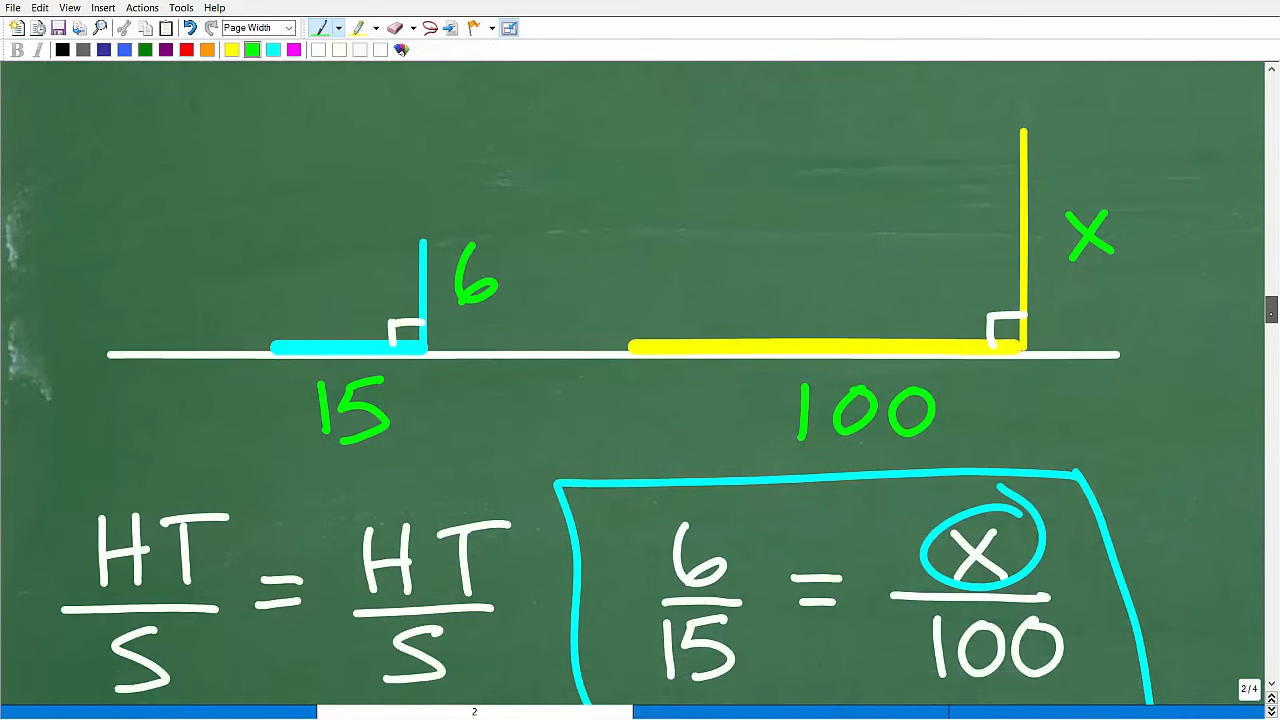 File Edit View Insert Actions Tools Help
Page Width
B I
6
x
15
100
HT/S = HT/S
6/15 = x/100
2/4
2